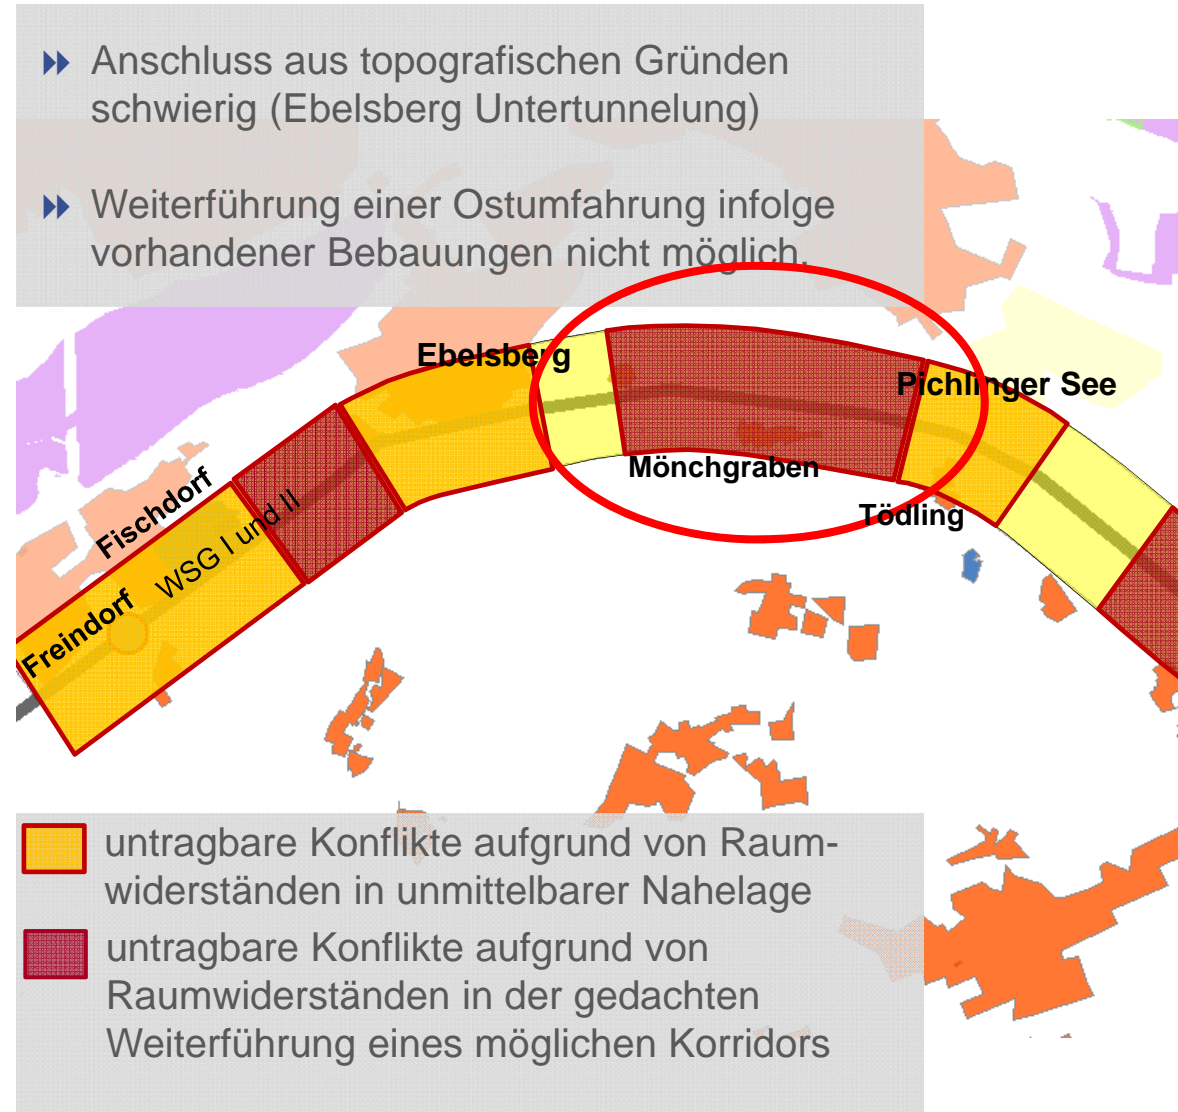 Anschluss aus topografischen Gründen
schwierig (Ebelsberg Untertunnelung)
Weiterführung einer Ostumfahrung infolge
vorhandener Bebauungen nicht möglich.
Ebelsberg
Pichlinger See
Mönchgraben
Tödling
Fischdorf
WSG I und II
Freindorf
untragbare Konflikte aufgrund von Raum-
widerständen in unmittelbarer Nahelage
untragbare Konflikte aufgrund von
Raumwiderständen in der gedachten
Weiterführung eines möglichen Korridors